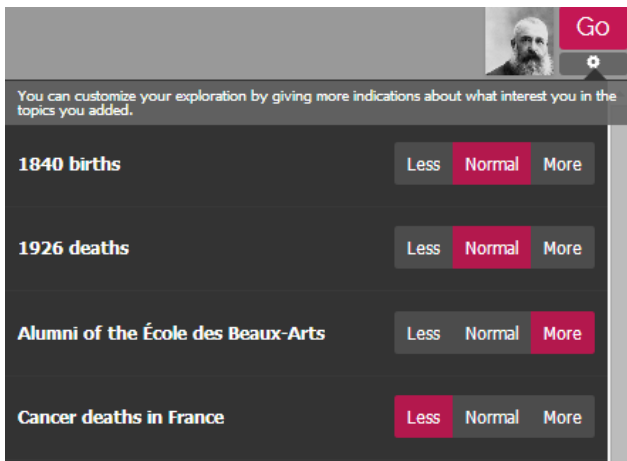 Go
You can customize your exploration by giving more indications about what interest you in the
topics you added.
1840 births Less Normal More
1926 deaths Less Normal More
Alumni of the École des Beaux-Arts Less Normal More
Cancer deaths in France Less Normal More